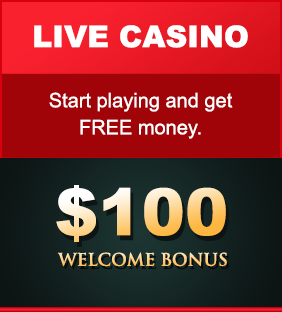 LIVE CASINO
Start playing and get
FREE money.
$100
WELCOME BONUS